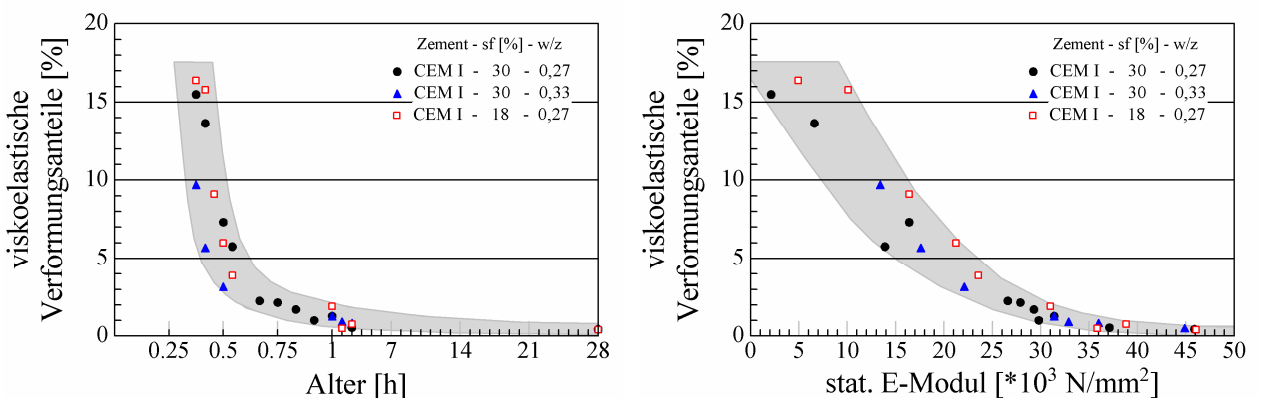 20
15
10
5
0
viskoelastische
Verformungsanteile [%]
Zement - sf [%] - w/z
CEM I - 30 - 0,27
CEM I - 30 - 0,33
CEM I - 18 - 0,27
0.25 0.5 0.75 1 7 14 21 28
Alter [h]
20
15
10
5
0
viskoelastische
Verformungsanteile [%]
Zement - sf [%] - w/z
CEM I - 30 - 0,27
CEM I - 30 - 0,33
CEM I - 18 - 0,27
0 5 10 15 20 25 30 35 40 45 50
stat. E-Modul [*10³ N/mm²]